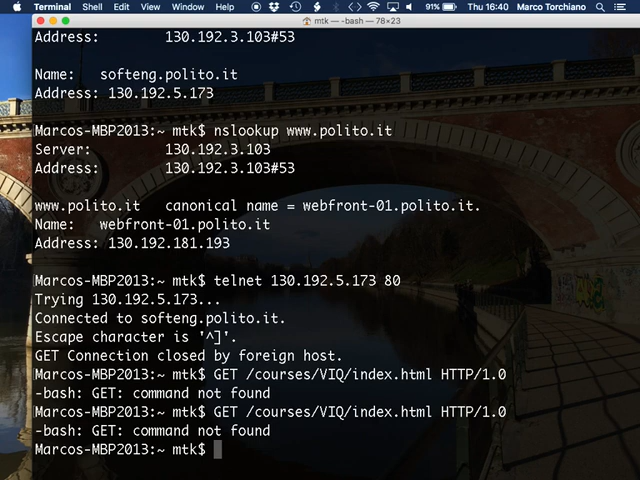 Terminal Shell Edit View Window Help 91% Thu 16:40 Marco Torchiano
mtk — -bash — 76×23
Address: 130.192.3.103#53
Name: softeng.polito.it
Address: 130.192.5.173
Marcos-MBP2013:~ mtk$ nslookup www.polito.it
Server: 130.192.3.103
Address: 130.192.3.103#53
www.polito.it canonical name = webfront-01.polito.it.
Name: webfront-01.polito.it
Address: 130.192.181.193
Marcos-MBP2013:~ mtk$ telnet 130.192.5.173 80
Trying 130.192.5.173...
Connected to softeng.polito.it.
Escape character is '^]'.
GET Connection closed by foreign host.
Marcos-MBP2013:~ mtk$ GET /courses/VIQ/index.html HTTP/1.0
-bash: GET: command not found
Marcos-MBP2013:~ mtk$ GET /courses/VIQ/index.html HTTP/1.0
-bash: GET: command not found
Marcos-MBP2013:~ mtk$